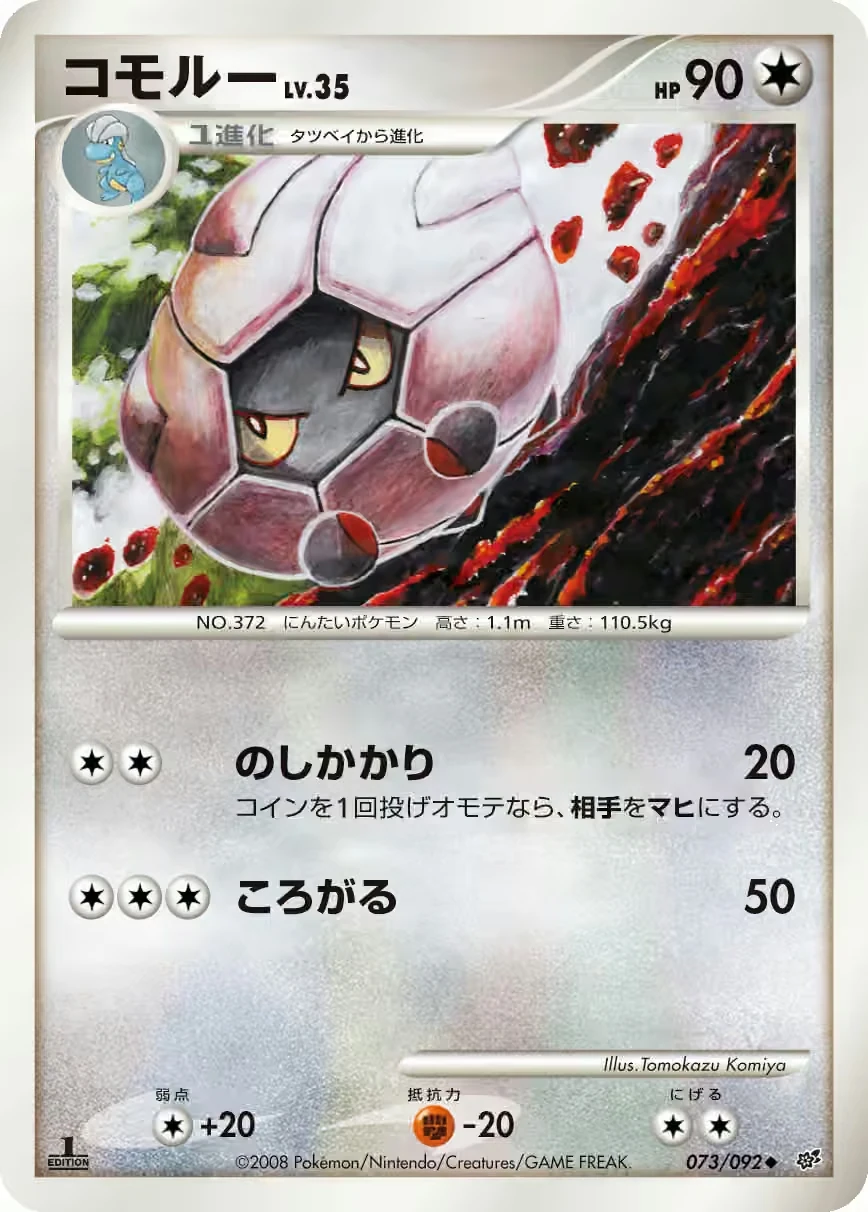 コモルー LV.35 HP 90
1進化 タツベイから進化
NO.372 にんたいポケモン 高さ：1.1m 重さ：110.5kg
のしかかり 20
コインを1回投げオモテなら、相手をマヒにする。
ころがる 50
Illus.Tomokazu Komiya
弱点 抵抗力 にげる
+20 -20
1 EDITION
©2008 Pokémon/Nintendo/Creatures/GAME FREAK. 073/092